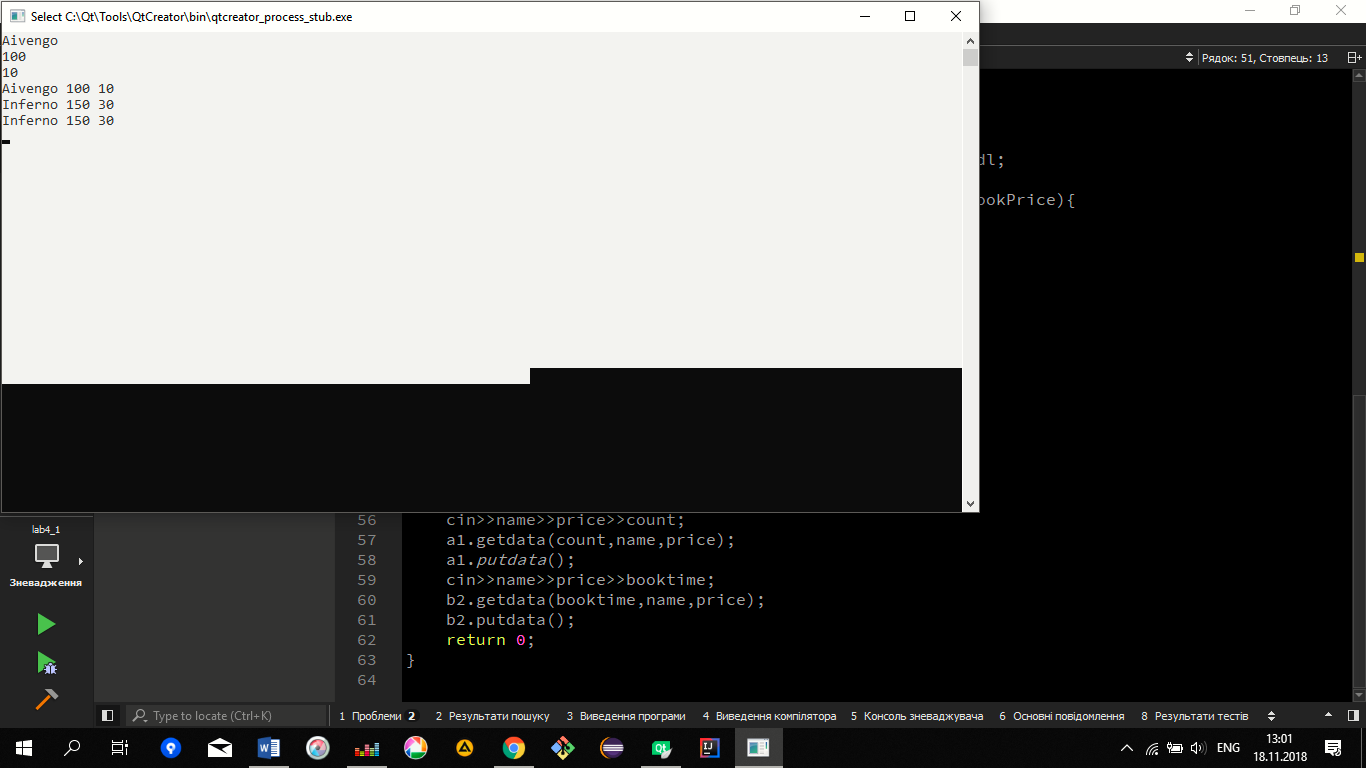 Select C:\Qt\Tools\QtCreator\bin\qtcreator_process_stub.exe
Aivengo
100
10
Aivengo 100 10
Inferno 150 30
Inferno 150 30
Рядок: 51, Стовпець: 13
dl;
ookPrice){
lab4_1
Зневадження
56 cin>>name>>price>>count;
57 a1.getdata(count,name,price);
58 a1.putdata();
59 cin>>name>>price>>booktime;
60 b2.getdata(booktime,name,price);
61 b2.putdata();
62 return 0;
63 }
64
Type to locate (Ctrl+K) 1 Проблеми 2 2 Результати пошуку 3 Виведення програми 4 Виведення компілятора 5 Консоль зневаджувача 6 Основні повідомлення 8 Результати тестів
ENG
13:01
18.11.2018